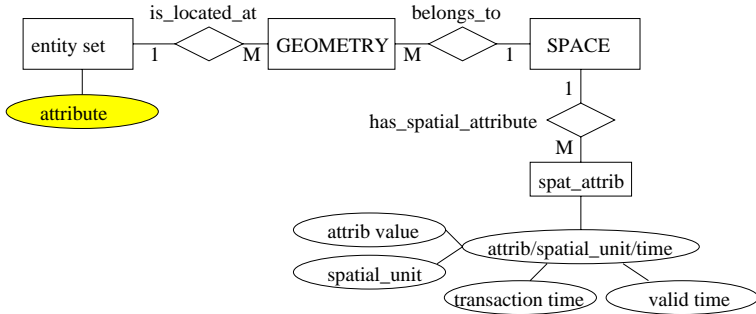 is_located_at
belongs_to
entity set
1
M
GEOMETRY
M
1
SPACE
attribute
1
has_spatial_attribute
M
spat_attrib
attrib value
attrib/spatial_unit/time
spatial_unit
transaction time
valid time